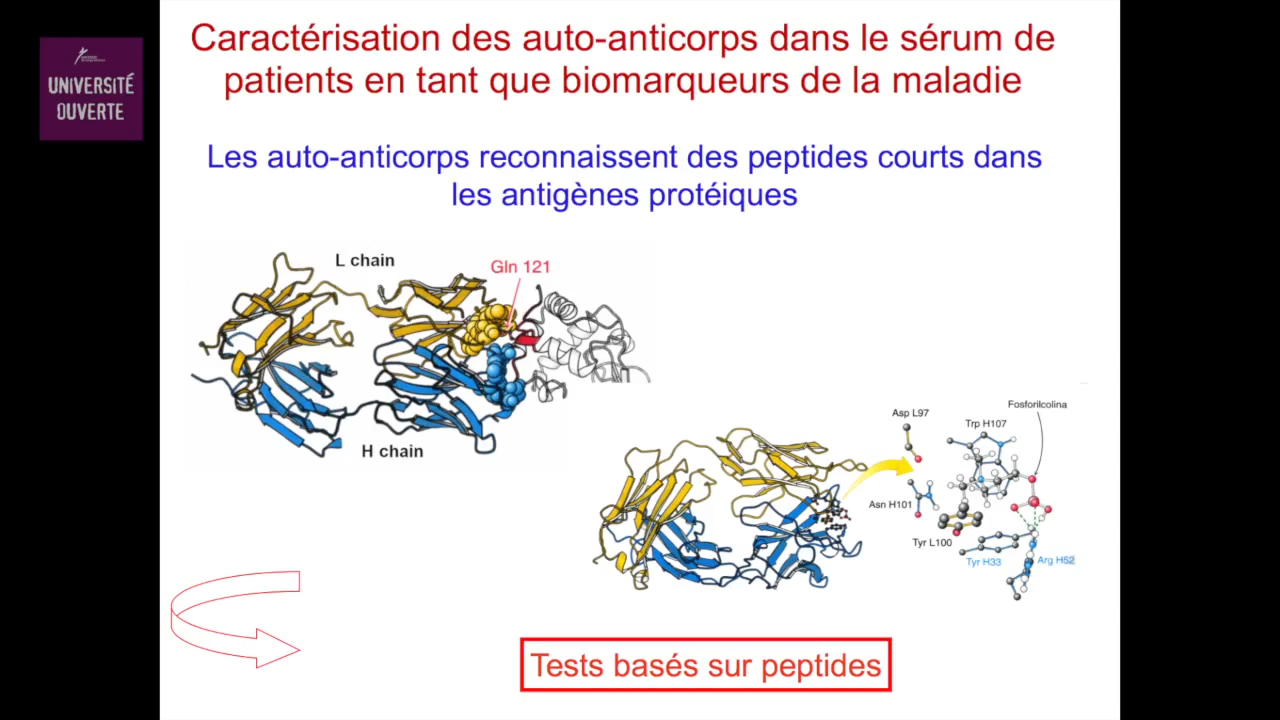 UNIVERSITÉ
OUVERTE
Caractérisation des auto-anticorps dans le sérum de
patients en tant que biomarqueurs de la maladie
Les auto-anticorps reconnaissent des peptides courts dans
les antigènes protéiques
L chain
Gln 121
H chain
Fosforilcolina
Asp L97
Trp H107
Asn H101
Tyr L100
Tyr H33
Arg H52
Tests basés sur peptides